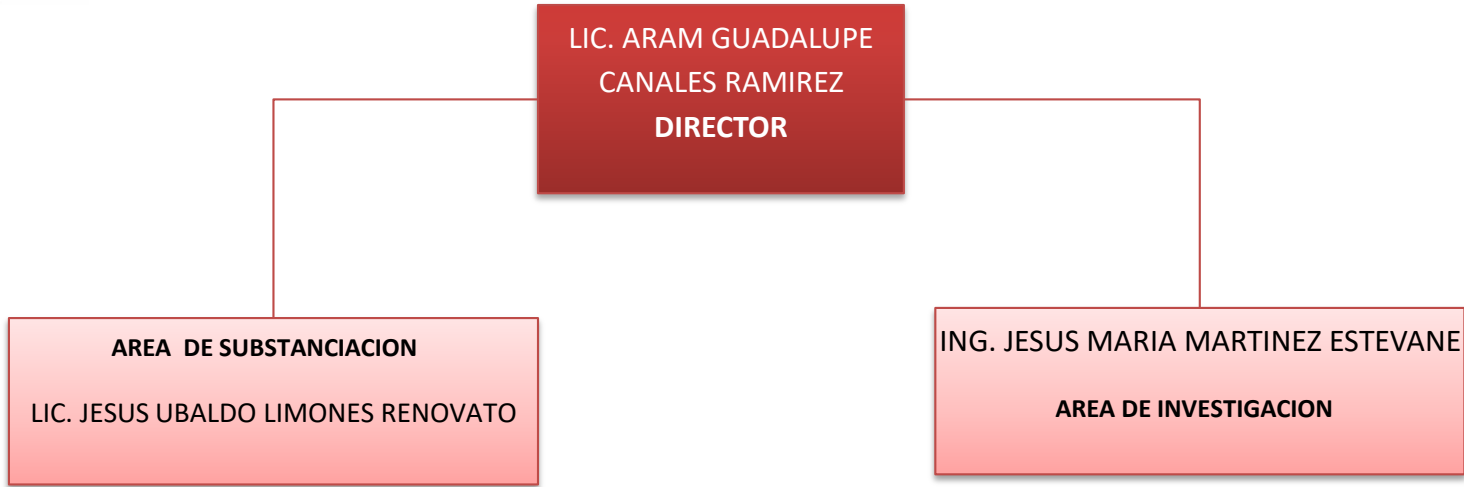 LIC. ARAM GUADALUPE
CANALES RAMIREZ
DIRECTOR
AREA  DE SUBSTANCIACION
LIC. JESUS UBALDO LIMONES RENOVATO
ING. JESUS MARIA MARTINEZ ESTEVANE
AREA DE INVESTIGACION